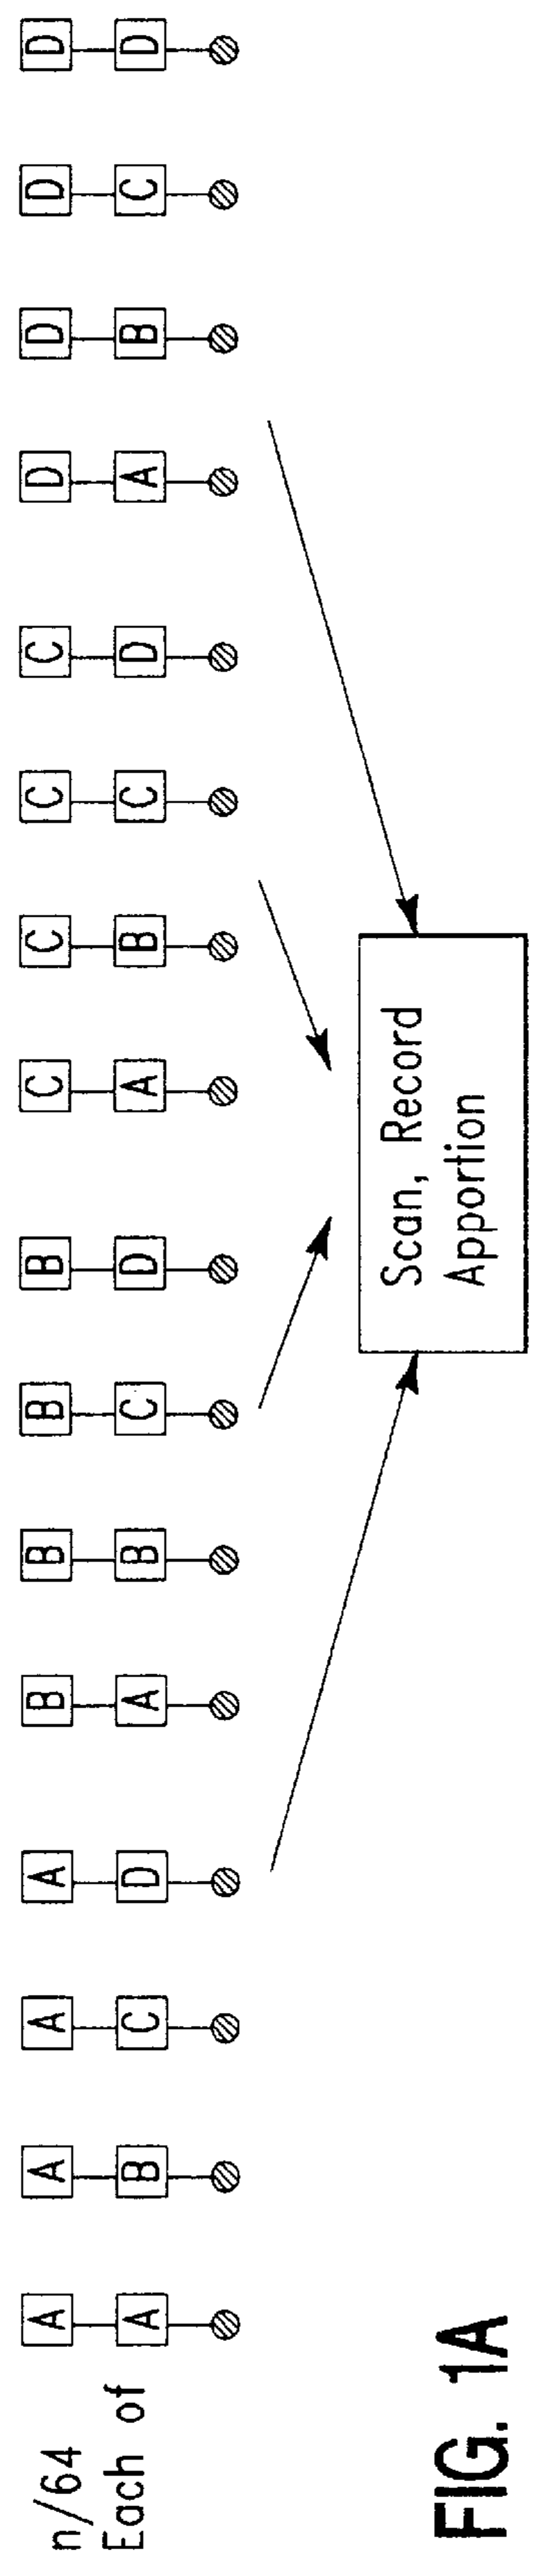 A A A A B B B B C C C C D D D D
n/64
Each of
A B C D A B C D A B C D A B C D
Scan, Record
Apportion
FIG. 1A